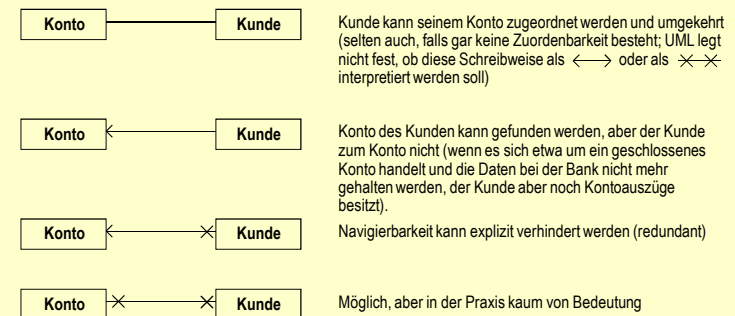 Konto Kunde Kunde kann seinem Konto zugeordnet werden und umgekehrt
(selten auch, falls gar keine Zuordenbarkeit besteht; UML legt
nicht fest, ob diese Schreibweise als oder als
interpretiert werden soll)
Konto Kunde Konto des Kunden kann gefunden werden, aber der Kunde
zum Konto nicht (wenn es sich etwa um ein geschlossenes
Konto handelt und die Daten bei der Bank nicht mehr
gehalten werden, der Kunde aber noch Kontoauszüge
besitzt).
Konto Kunde Navigierbarkeit kann explizit verhindert werden (redundant)
Konto Kunde Möglich, aber in der Praxis kaum von Bedeutung